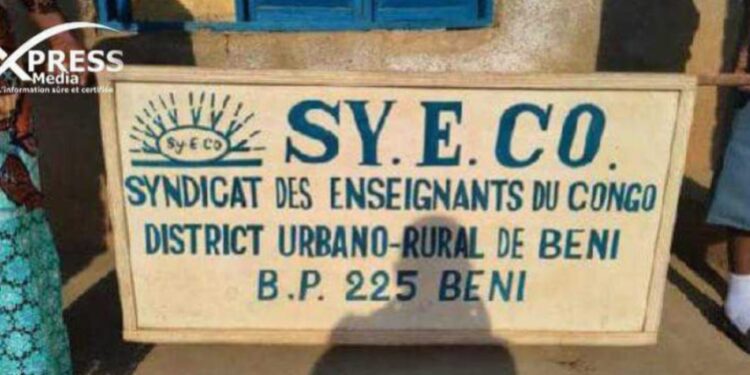 XPRESS
Media
L'information sûre et certifiée
Sy-E CO
SY. E. CO.
SYNDICAT DES ENSEIGNANTS DU CONGO
DISTRICT URBANO-RURAL DE BENI
B.P. 225 BENI